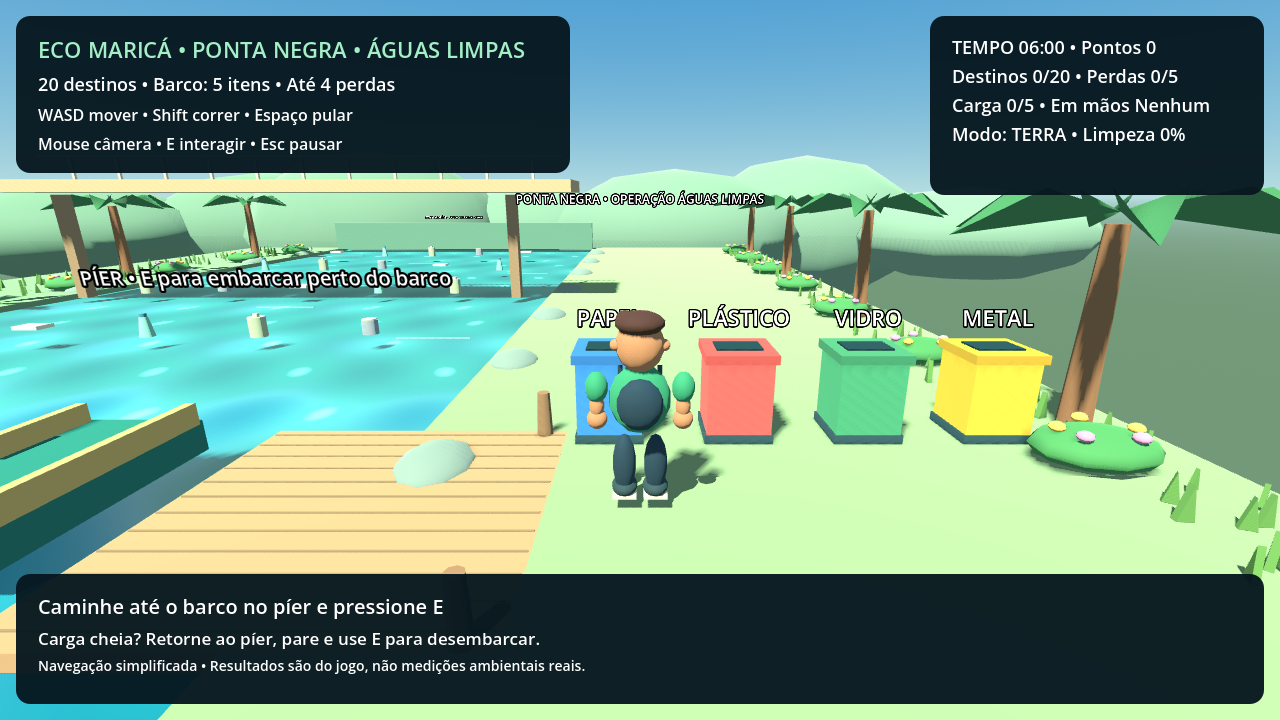 ECO MARICÁ • PONTA NEGRA • ÁGUAS LIMPAS
20 destinos • Barco: 5 itens • Até 4 perdas
WASD mover • Shift correr • Espaço pular
Mouse câmera • E interagir • Esc pausar
TEMPO 06:00 • Pontos 0
Destinos 0/20 • Perdas 0/5
Carga 0/5 • Em mãos Nenhum
Modo: TERRA • Limpeza 0%
PONTA NEGRA • OPERAÇÃO ÁGUAS LIMPAS
PÍER • E para embarcar perto do barco
PLÁSTICO
VIDRO
METAL
Caminhe até o barco no píer e pressione E
Carga cheia? Retorne ao píer, pare e use E para desembarcar.
Navegação simplificada • Resultados são do jogo, não medições ambientais reais.